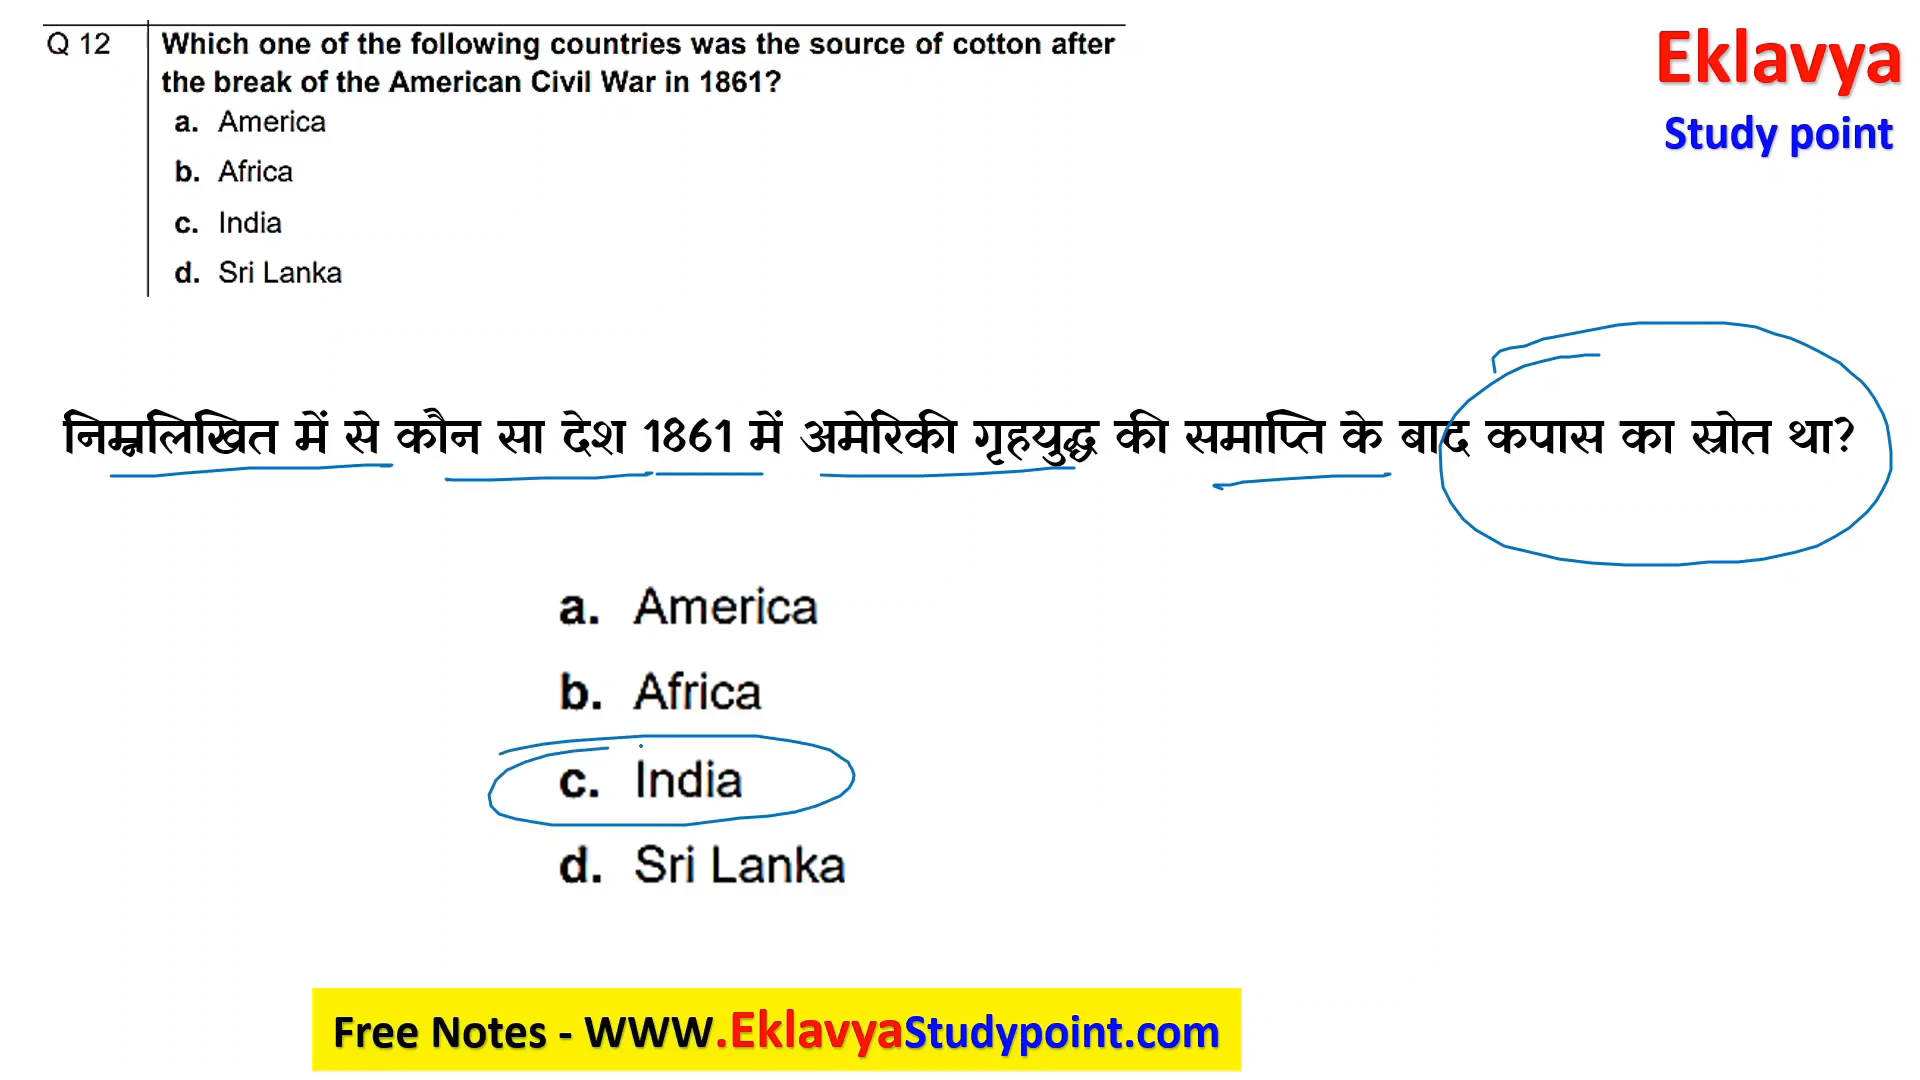 Q 12
Which one of the following countries was the source of cotton after
the break of the American Civil War in 1861?
a. America
b. Africa
c. India
d. Sri Lanka
Eklavya
Study point
निम्नलिखित में से कौन सा देश 1861 में अमेरिकी गृहयुद्ध की समाप्ति के बाद कपास का स्रोत था?
a. America
b. Africa
c. India
d. Sri Lanka
Free Notes - WWW.EklavyaStudypoint.com